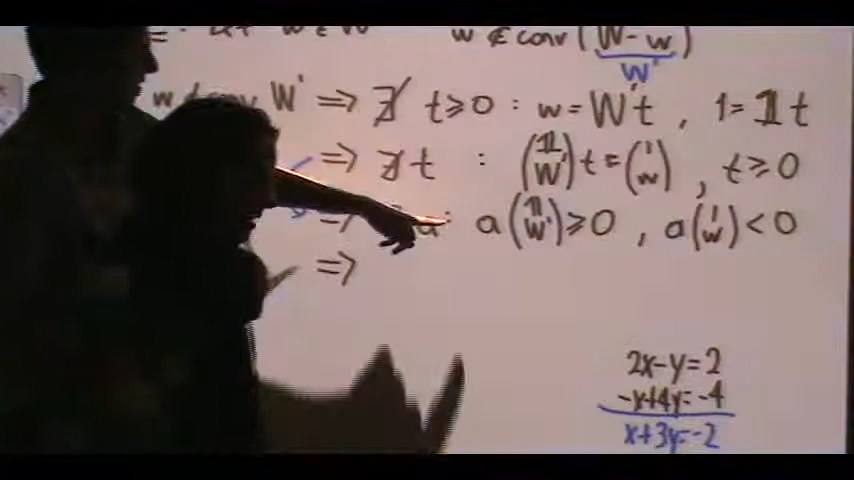 w ∉ conv (W - w)
W'
w ∉ conv W' ⇒ ∄ t ≥ 0 : w = W't , 1 = 𝟙t
⇒ ∄ t : (𝟙 W') t = (1 w) , t ≥ 0
a : a (𝟙 W') ≥ 0 , a (1 w) < 0
⇒
2x-y=2
-x+4y=-4
x+3y=-2